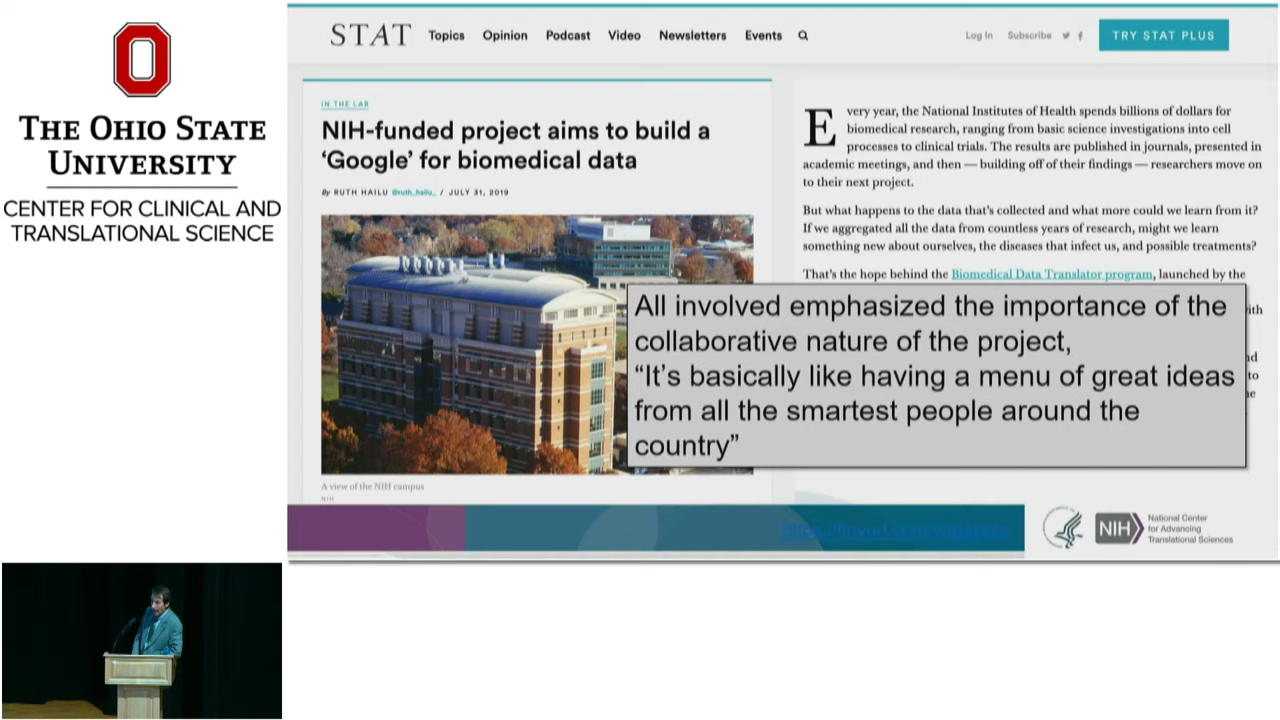 THE OHIO STATE
UNIVERSITY
CENTER FOR CLINICAL AND
TRANSLATIONAL SCIENCE
STAT
Topics
Opinion
Podcast
Video
Newsletters
Events
Log In
Subscribe
TRY STAT PLUS
IN THE LAB
NIH-funded project aims to build a
‘Google’ for biomedical data
By RUTH HAILU @ruth_hailu_ / JULY 31, 2019
A view of the NIH campus
NIH
Every year, the National Institutes of Health spends billions of dollars for
biomedical research, ranging from basic science investigations into cell
processes to clinical trials. The results are published in journals, presented in
academic meetings, and then — building off of their findings — researchers move on
to their next project.
But what happens to the data that’s collected and what more could we learn from it?
If we aggregated all the data from countless years of research, might we learn
something new about ourselves, the diseases that infect us, and possible treatments?
That’s the hope behind the Biomedical Data Translator program, launched by the
All involved emphasized the importance of the
collaborative nature of the project,
“It’s basically like having a menu of great ideas
from all the smartest people around the
country”
to
NIH
National Center
for Advancing
Translational Sciences